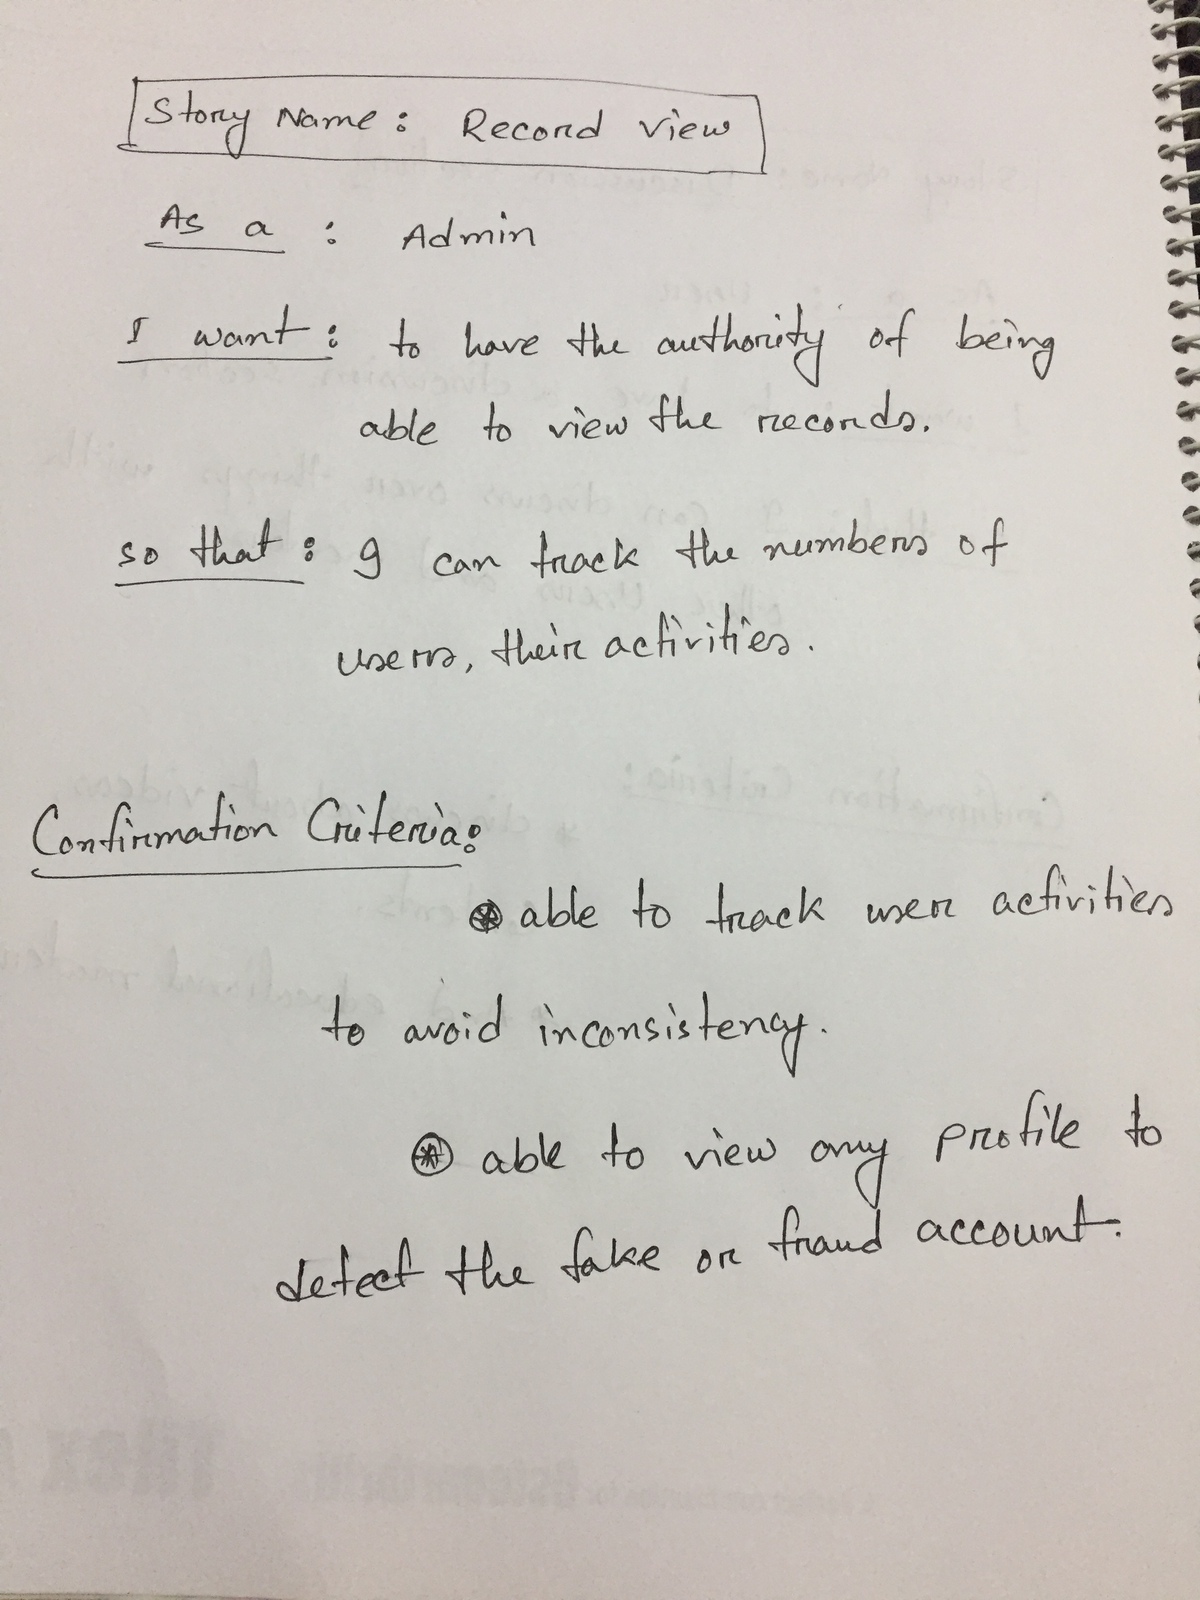 Story Name: Record view
As a : Admin
I want: to have the authority of being
able to view the records.
so that: I can track the numbers of
users, their activities.
Confirmation Criteria:
able to track user activities
to avoid inconsistency.
able to view any profile to
detect the fake or fraud account.